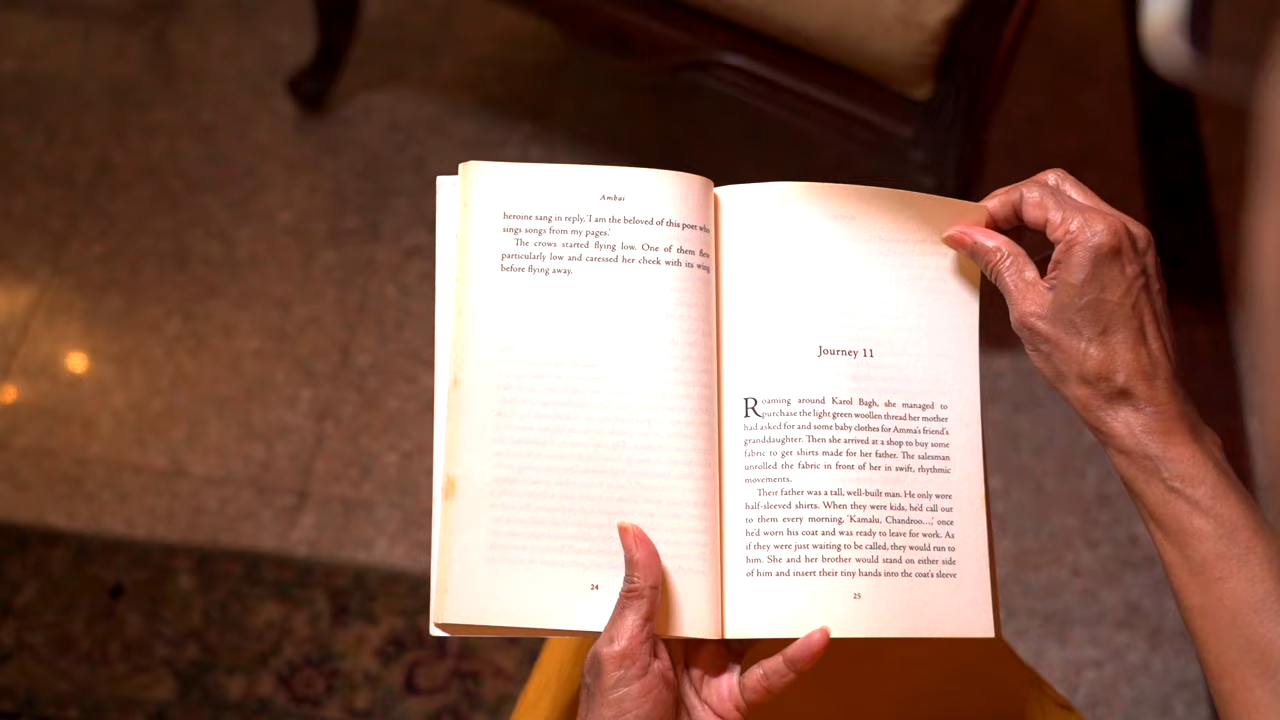 Ambai
heroine sang in reply, 'I am the beloved of this poet who
sings songs from my pages.'
The crows started flying low. One of them flew
particularly low and caressed her cheek with its wing
before flying away.
24
Journey 11
Roaming around Karol Bagh, she managed to
purchase the light green woollen thread her mother
had asked for and some baby clothes for Amma's friend's
granddaughter. Then she arrived at a shop to buy some
fabric to get shirts made for her father. The salesman
unrolled the fabric in front of her in swift, rhythmic
movements.
Their father was a tall, well-built man. He only wore
half-sleeved shirts. When they were kids, he'd call out
to them every morning, 'Kamalu, Chandroo...,' once
he'd worn his coat and was ready to leave for work. As
if they were just waiting to be called, they would run to
him. She and her brother would stand on either side
of him and insert their tiny hands into the coat's sleeve
25